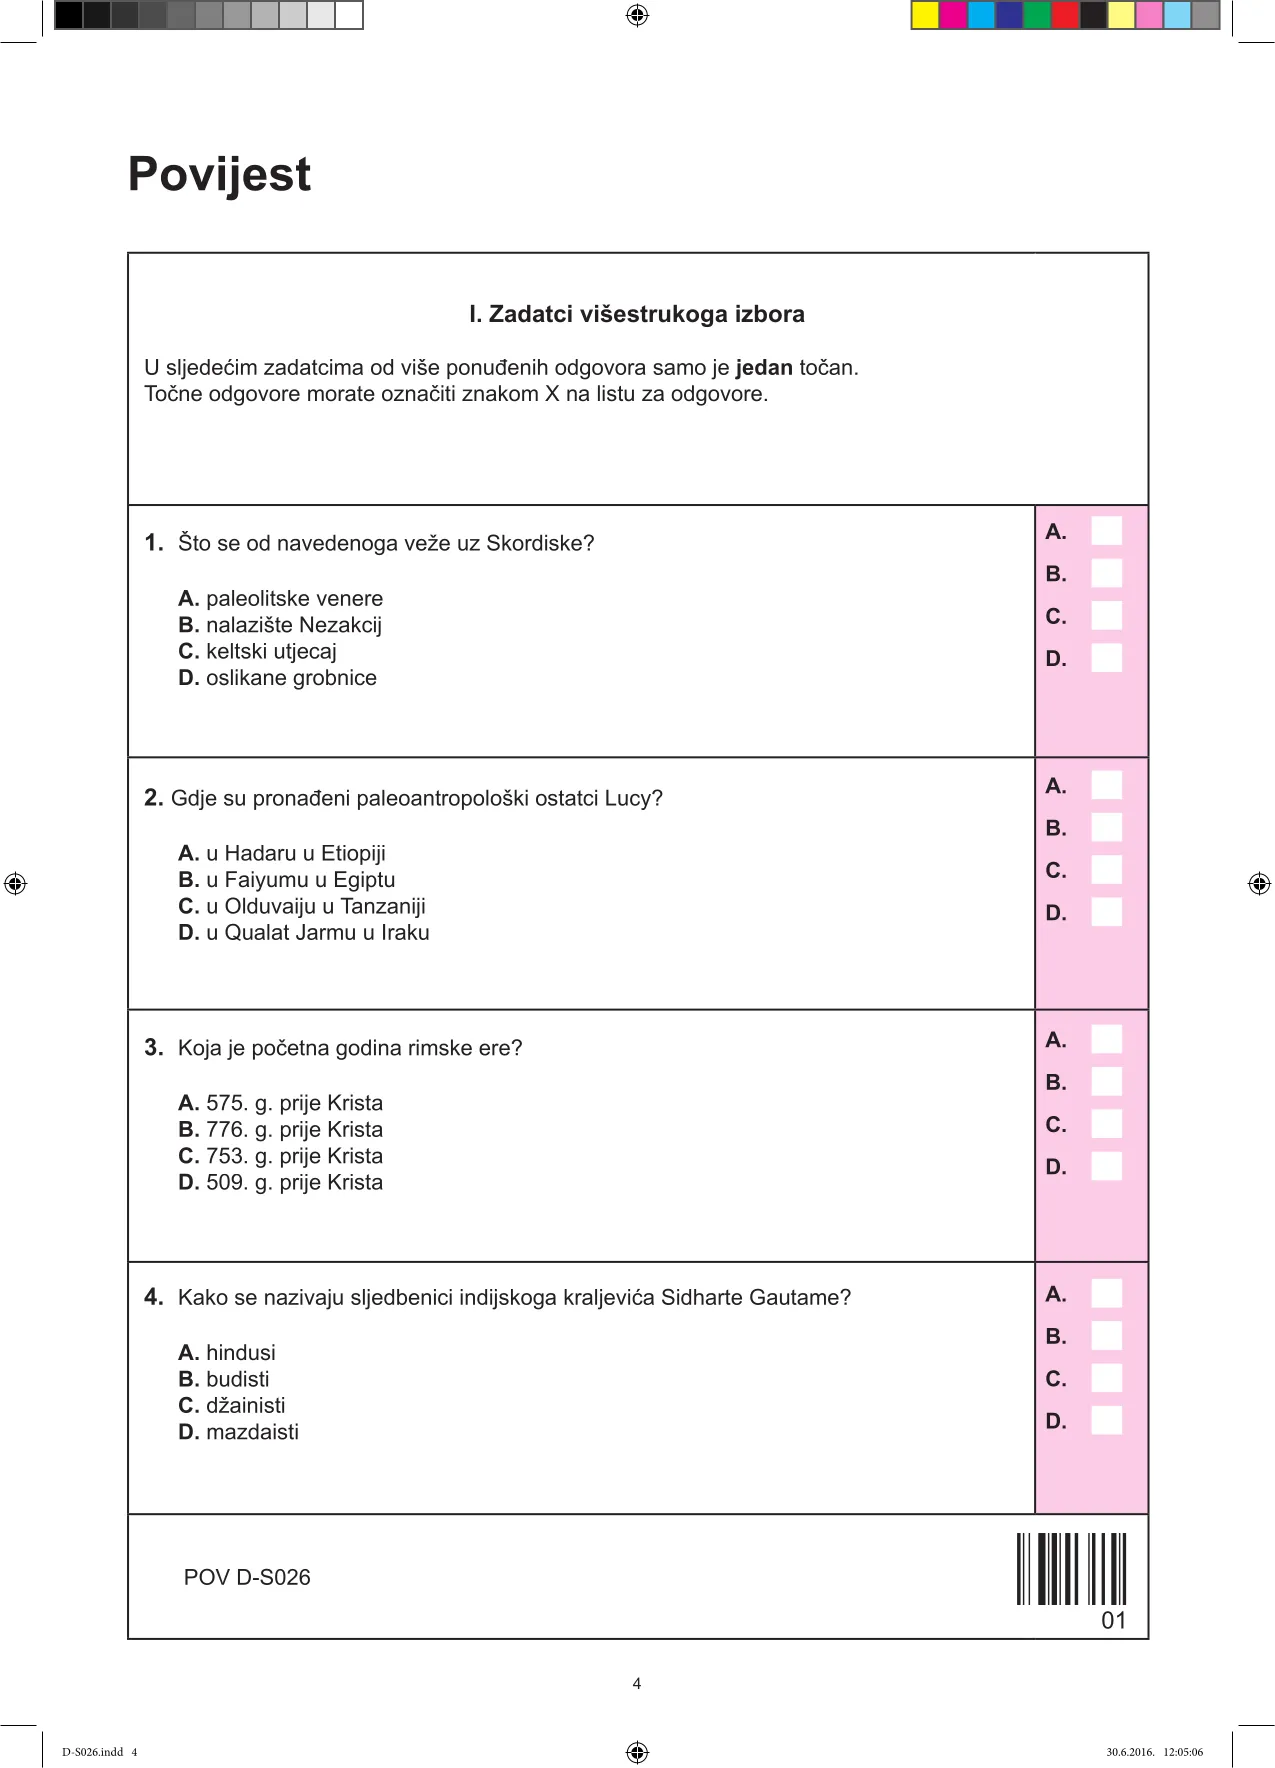 Povijest
I. Zadatci višestrukoga izbora
U sljedećim zadatcima od više ponuđenih odgovora samo je jedan točan.
Točne odgovore morate označiti znakom X na listu za odgovore.
1. Što se od navedenoga veže uz Skordiske?
A. paleolitske venere
B. nalazište Nezakcij
C. keltski utjecaj
D. oslikane grobnice
A.
B.
C.
D.
2. Gdje su pronađeni paleoantropološki ostatci Lucy?
A. u Hadaru u Etiopiji
B. u Faiyumu u Egiptu
C. u Olduvaiju u Tanzaniji
D. u Qualat Jarmu u Iraku
A.
B.
C.
D.
3. Koja je početna godina rimske ere?
A. 575. g. prije Krista
B. 776. g. prije Krista
C. 753. g. prije Krista
D. 509. g. prije Krista
A.
B.
C.
D.
4. Kako se nazivaju sljedbenici indijskoga kraljevića Sidharte Gautame?
A. hindusi
B. budisti
C. džainisti
D. mazdaisti
A.
B.
C.
D.
POV D-S026
01
4
D-S026.indd 4
30.6.2016. 12:05:06